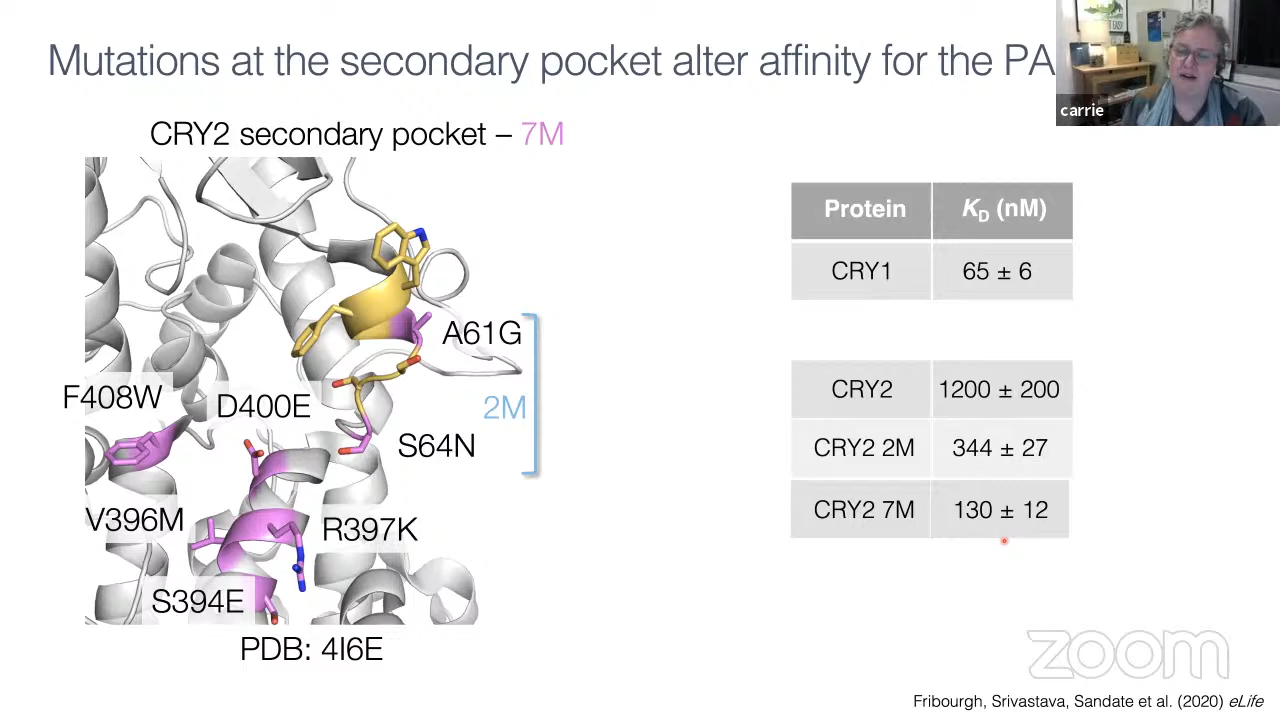 Mutations at the secondary pocket alter affinity for the PA
carrie
CRY2 secondary pocket – 7M
A61G
F408W
D400E
2M
S64N
V396M
R397K
S394E
PDB: 4I6E
Protein KD (nM)
CRY1 65 ± 6
CRY2 1200 ± 200
CRY2 2M 344 ± 27
CRY2 7M 130 ± 12
zoom
Fribourgh, Srivastava, Sandate et al. (2020) eLife